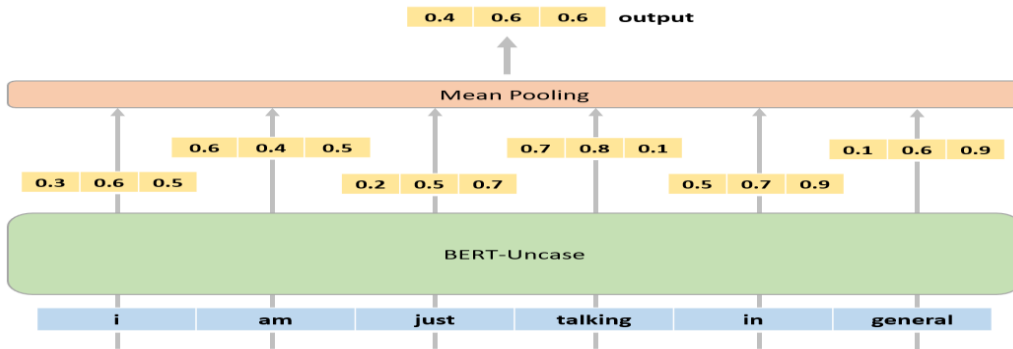 0.4 0.6 0.6 output
Mean Pooling
0.6 0.4 0.5 0.7 0.8 0.1 0.1 0.6 0.9
0.3 0.6 0.5 0.2 0.5 0.7 0.5 0.7 0.9
BERT-Uncase
i am just talking in general